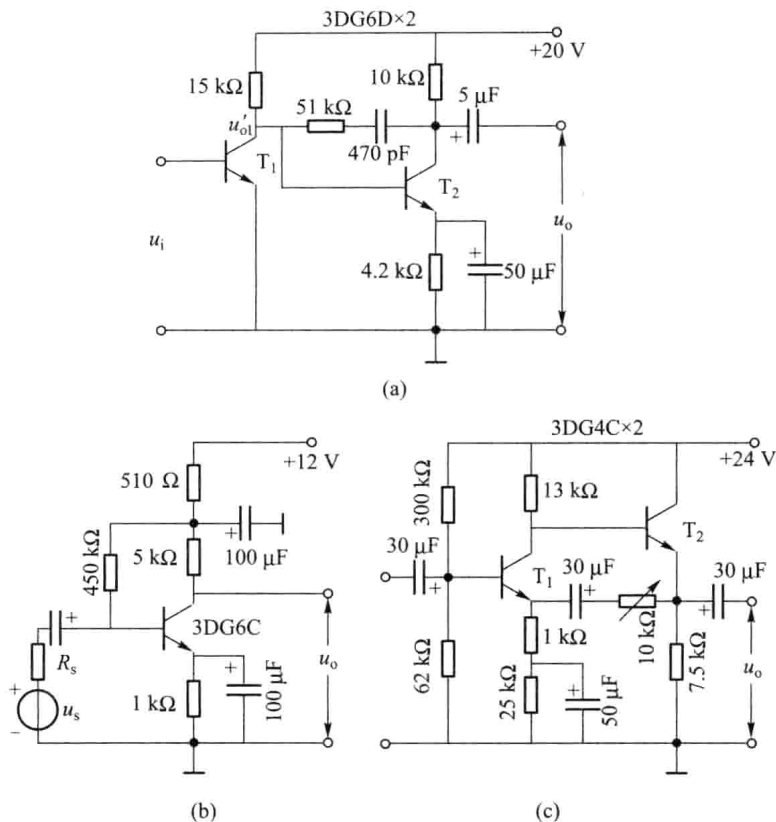 3DG6D×2
+20 V
15 kΩ
10 kΩ
5 μF
51 kΩ
+
u'o1
470 pF
T1
T2
ui
uo
4.2 kΩ
+
50 μF
(a)
+12 V
510 Ω
+
100 μF
450 kΩ
5 kΩ
+
3DG6C
Rs
+
us
-
1 kΩ
+
100 μF
uo
(b)
3DG4C×2
+24 V
300 kΩ
13 kΩ
T2
30 μF
+
T1
30 μF
+
30 μF
+
1 kΩ
10 kΩ
62 kΩ
25 kΩ
+
50 μF
7.5 kΩ
uo
(c)